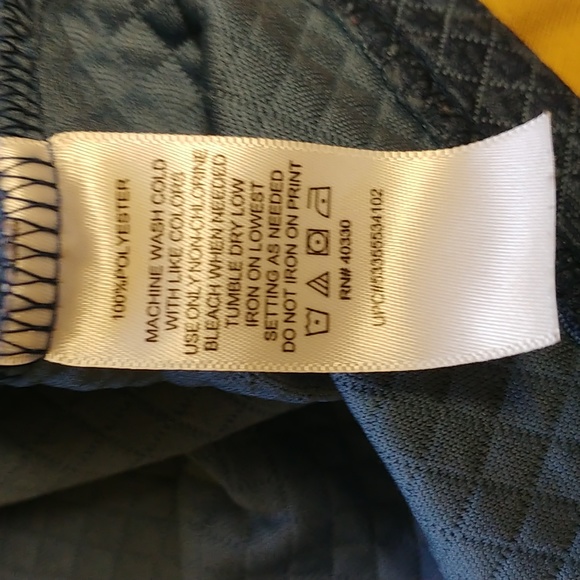 100%POLYESTER
MACHINE WASH COLD
WITH LIKE COLORS
USE ONLY NON-CHLORINE
BLEACH WHEN NEEDED
TUMBLE DRY LOW
IRON ON LOWEST
SETTING AS NEEDED
DO NOT IRON ON PRINT
RN# 40330
UPC#53355534102